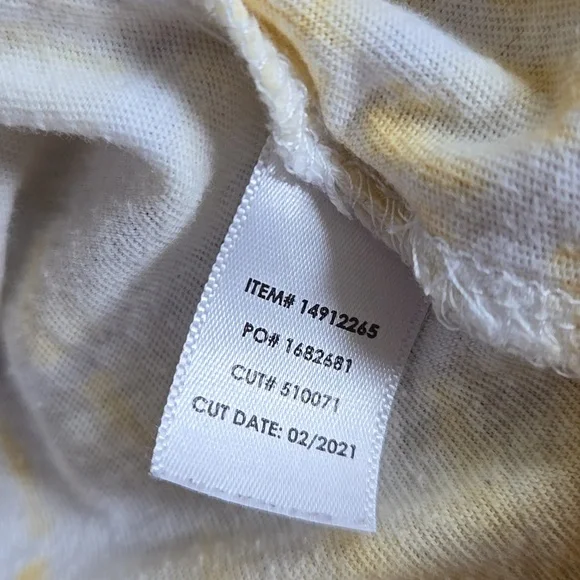 ITEM# 14912265
PO# 1682681
CUT# 510071
CUT DATE: 02/2021